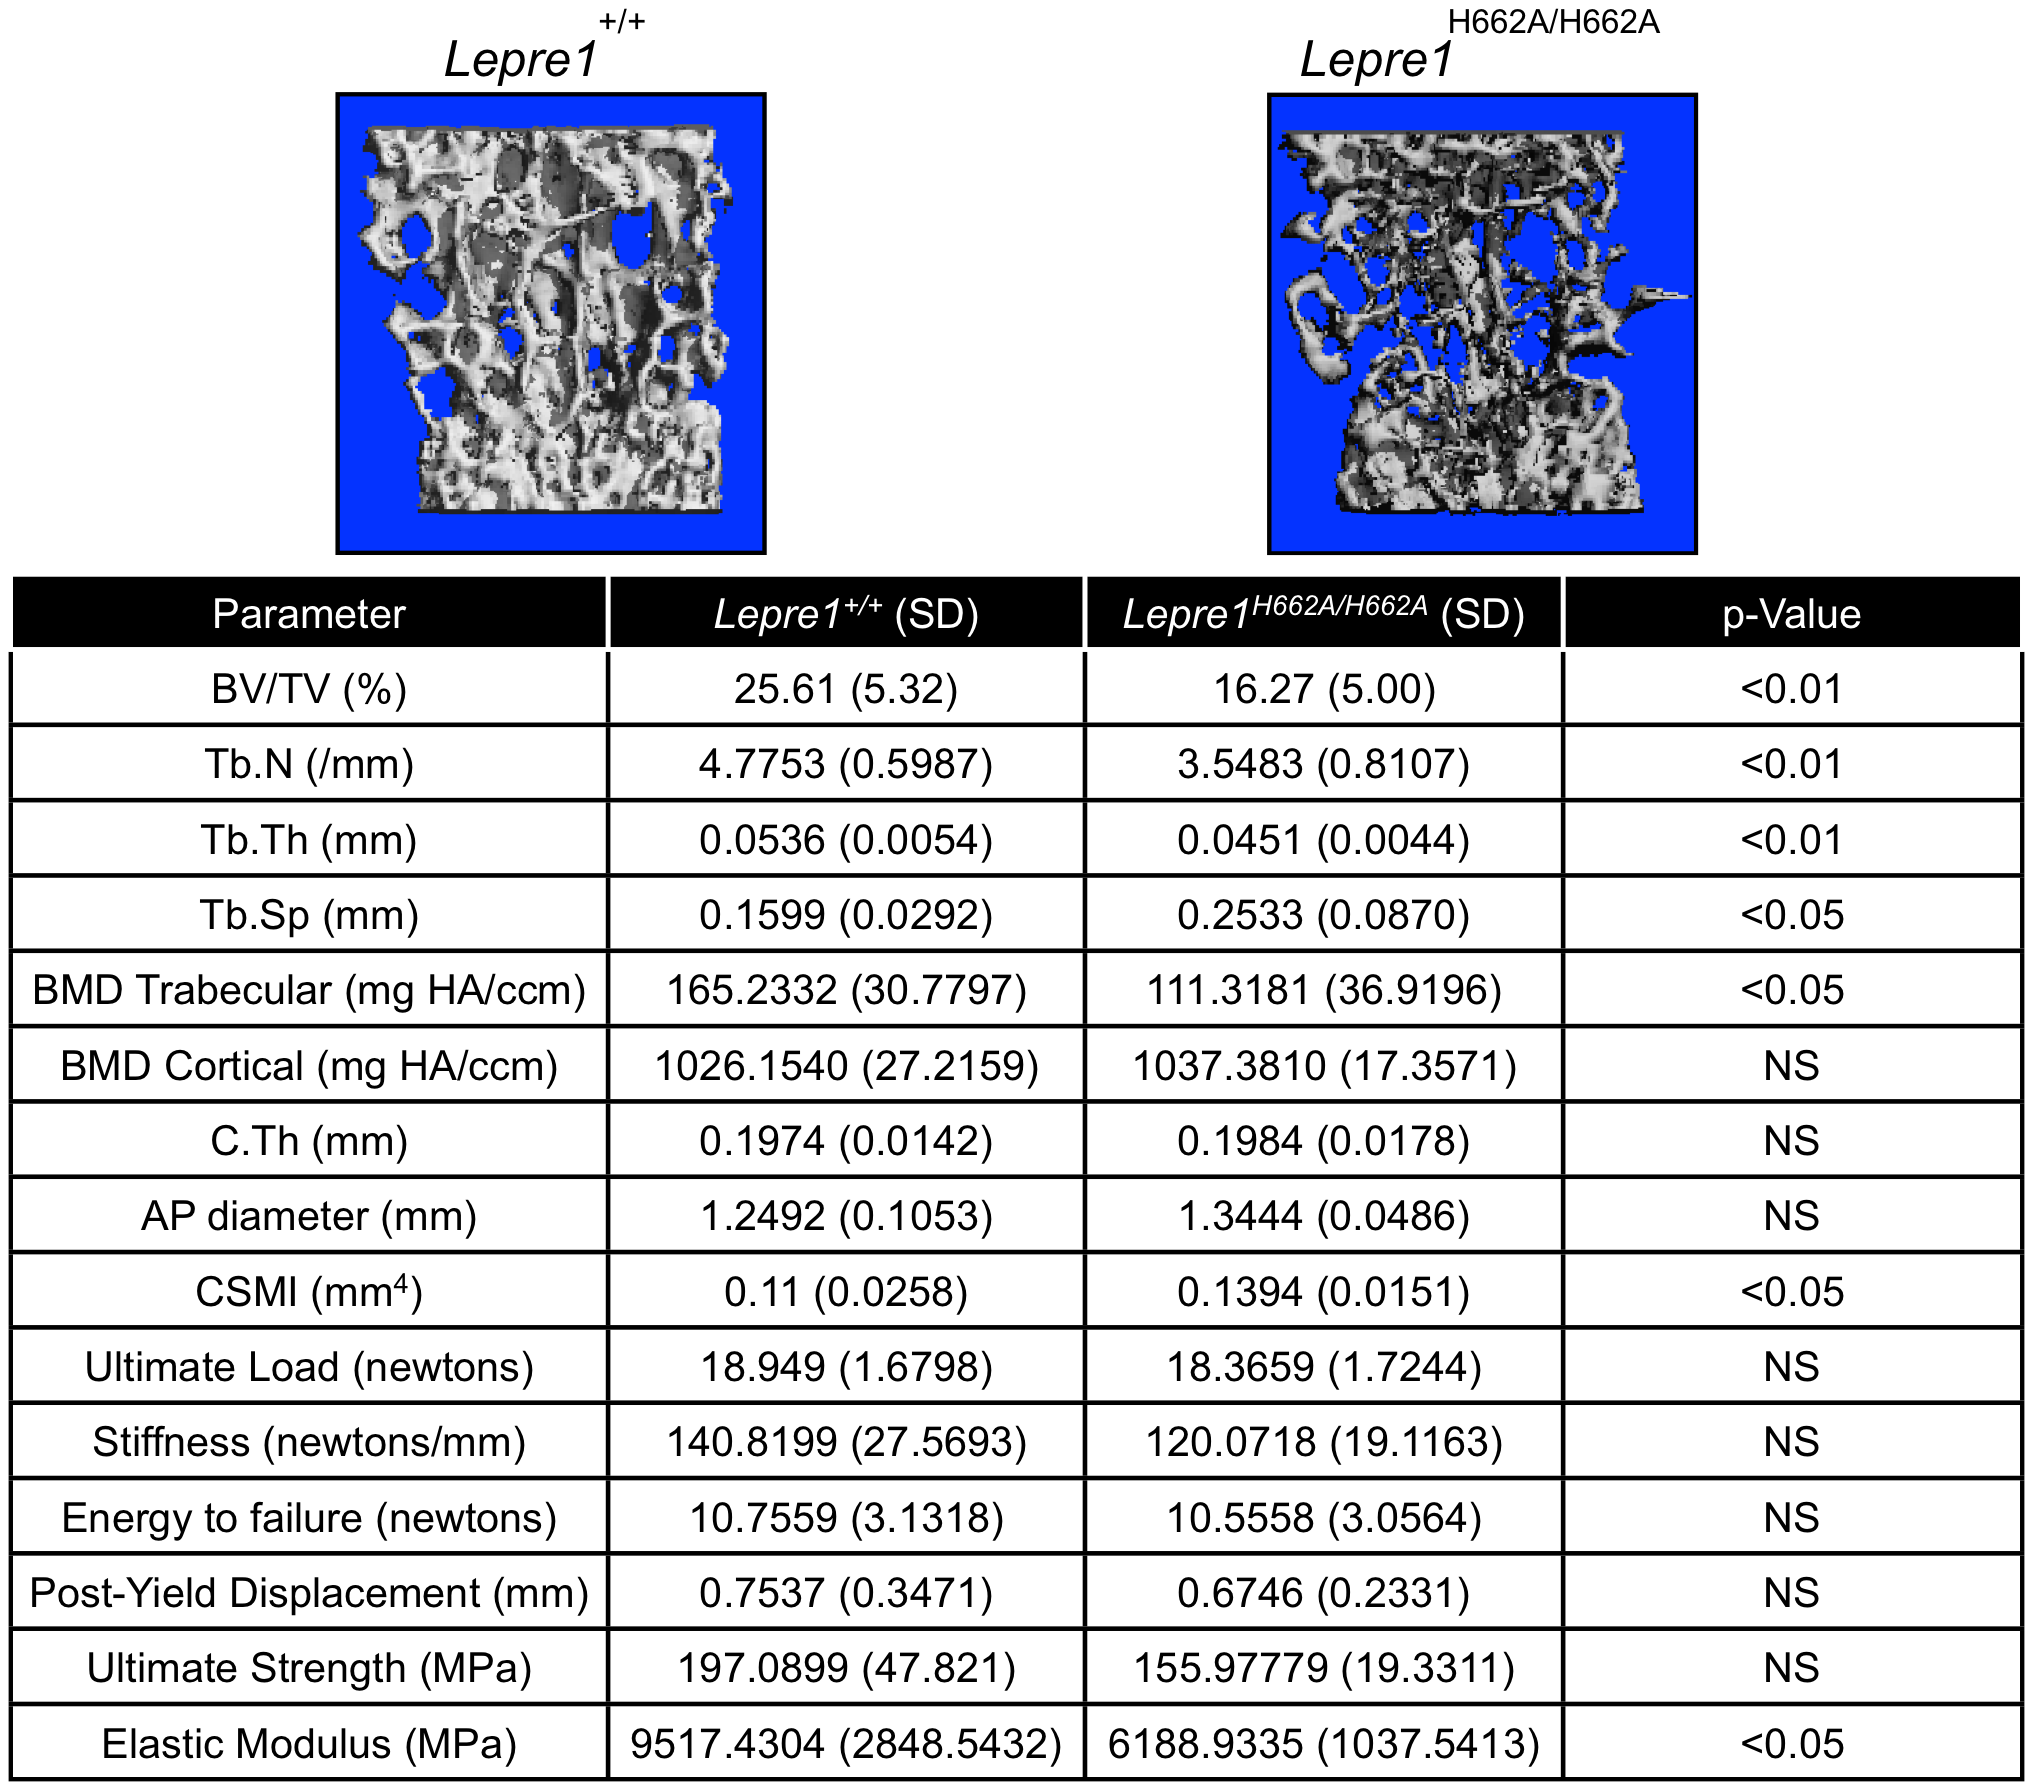 Lepre1+/+ Lepre1H662A/H662A
Parameter Lepre1+/+ (SD) Lepre1H662A/H662A (SD) p-Value
BV/TV (%) 25.61 (5.32) 16.27 (5.00) <0.01
Tb.N (/mm) 4.7753 (0.5987) 3.5483 (0.8107) <0.01
Tb.Th (mm) 0.0536 (0.0054) 0.0451 (0.0044) <0.01
Tb.Sp (mm) 0.1599 (0.0292) 0.2533 (0.0870) <0.05
BMD Trabecular (mg HA/ccm) 165.2332 (30.7797) 111.3181 (36.9196) <0.05
BMD Cortical (mg HA/ccm) 1026.1540 (27.2159) 1037.3810 (17.3571) NS
C.Th (mm) 0.1974 (0.0142) 0.1984 (0.0178) NS
AP diameter (mm) 1.2492 (0.1053) 1.3444 (0.0486) NS
CSMI (mm⁴) 0.11 (0.0258) 0.1394 (0.0151) <0.05
Ultimate Load (newtons) 18.949 (1.6798) 18.3659 (1.7244) NS
Stiffness (newtons/mm) 140.8199 (27.5693) 120.0718 (19.1163) NS
Energy to failure (newtons) 10.7559 (3.1318) 10.5558 (3.0564) NS
Post-Yield Displacement (mm) 0.7537 (0.3471) 0.6746 (0.2331) NS
Ultimate Strength (MPa) 197.0899 (47.821) 155.97779 (19.3311) NS
Elastic Modulus (MPa) 9517.4304 (2848.5432) 6188.9335 (1037.5413) <0.05